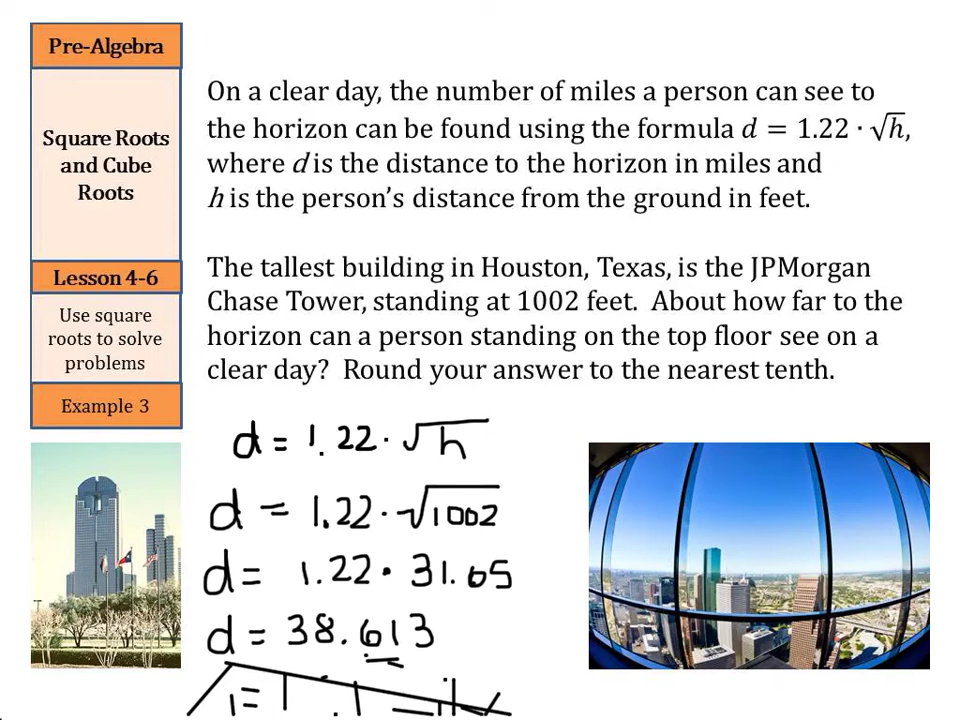 Pre-Algebra
Square Roots
and Cube
Roots
Lesson 4-6
Use square
roots to solve
problems
Example 3
On a clear day, the number of miles a person can see to
the horizon can be found using the formula d = 1.22 · √h,
where d is the distance to the horizon in miles and
h is the person's distance from the ground in feet.
The tallest building in Houston, Texas, is the JPMorgan
Chase Tower, standing at 1002 feet. About how far to the
horizon can a person standing on the top floor see on a
clear day? Round your answer to the nearest tenth.
d = 1.22 · √h
d = 1.22 · √1002
d = 1.22 · 31.65
d = 38.613